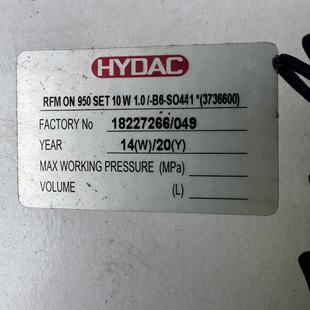 HYDAC
RFM ON 950 SET 10 W 1.0 /-B6-SO441 *(3736600)
FACTORY No 18227266/049
YEAR 14(W)/20(Y)
MAX WORKING PRESSURE (MPa)
VOLUME (L)